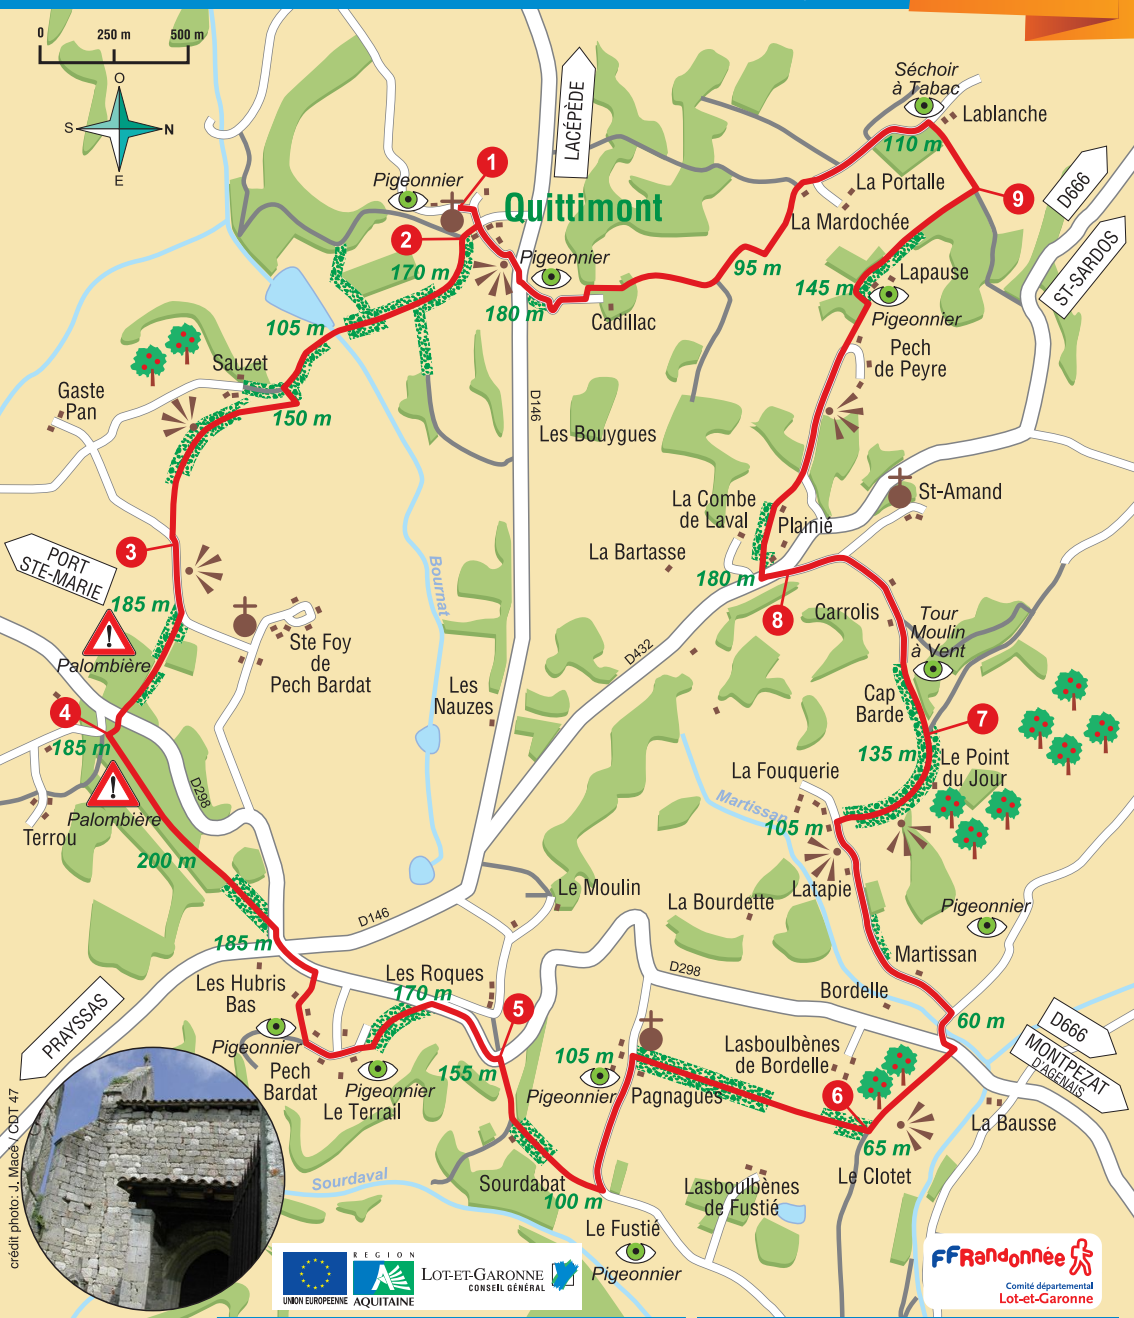 0 250 m 500 m
O
S N
E
LACÉPÈDE
Séchoir
à Tabac
Lablanche
110 m
La Portalle
9
D666
ST-SARDOS
La Mardochée
1
Pigeonnier
Quittimont
2
170 m
Pigeonnier
180 m
Cadillac
95 m
145 m
Lapause
Pigeonnier
Pech
de Peyre
105 m
Sauzet
150 m
Gaste
Pan
D146
Les Bouygues
La Combe
de Laval
Plainié
St-Amand
La Bartasse
180 m
8
3
PORT
STE-MARIE
185 m
Palombière
Ste Foy
de
Pech Bardat
Bournat
Les
Nauzes
D432
Carrolis
Tour
Moulin
à Vent
Cap
Barde
7
135 m
Le Point
du Jour
4
185 m
Palombière
Terrou
200 m
D298
La Fouquerie
Martissan
105 m
Latapie
Le Moulin
La Bourdette
Pigeonnier
D146
185 m
Martissan
D298
Bordelle
60 m
D666
MONTPEZAT
D'AGENAIS
PRAYSSAS
Les Hubris
Bas
Les Roques
170 m
5
Pigeonnier
Pech
Bardat
Pigeonnier
Le Terrail
155 m
105 m
Pigeonnier
Pagnagues
Lasboulbènes
de Bordelle
6
65 m
La Bausse
Le Clotet
Sourdaval
Sourdabat
100 m
Lasboulbènes
de Fustié
Le Fustié
Pigeonnier
crédit photo: J. Macé / CDT 47
UNION EUROPEENNE
REGION
AQUITAINE
LOT-ET-GARONNE
CONSEIL GÉNÉRAL
FFRandonnée
Comité départemental
Lot-et-Garonne